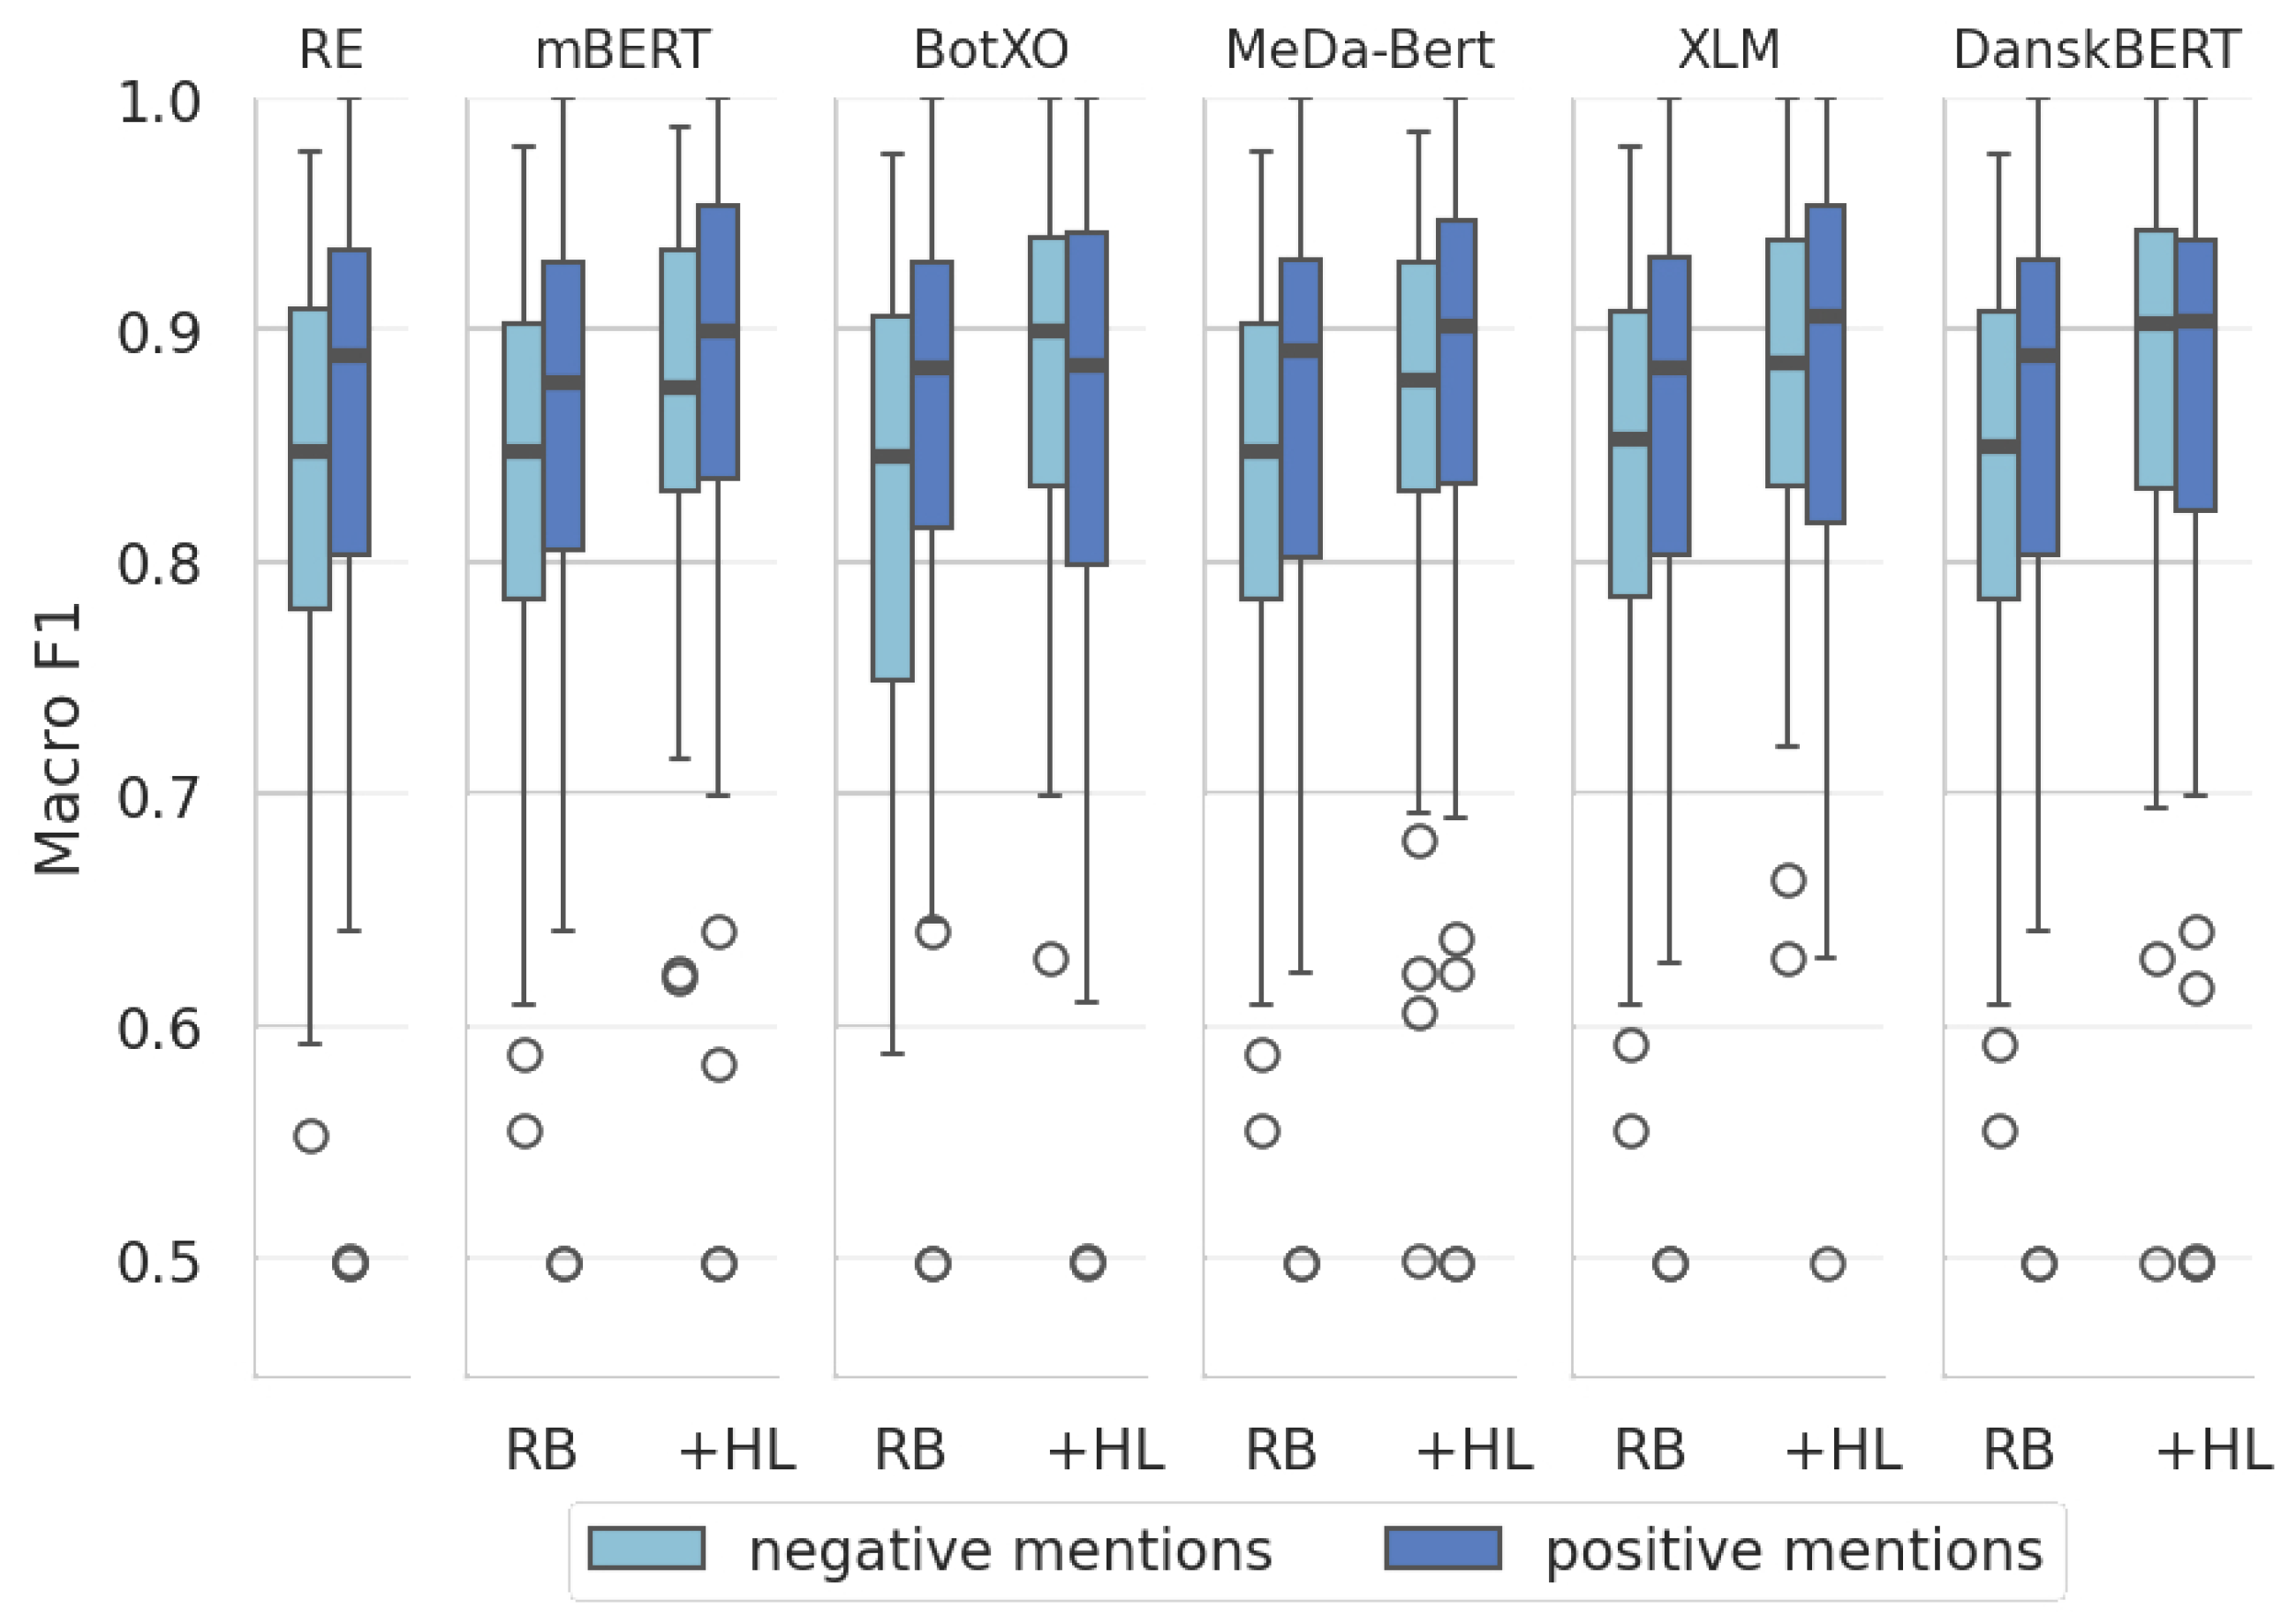 RE mBERT BotXO MeDa-Bert XLM DanskBERT
1.0
0.9
0.8
0.7
0.6
0.5
Macro F1
RB +HL RB +HL RB +HL RB +HL RB +HL
negative mentions positive mentions